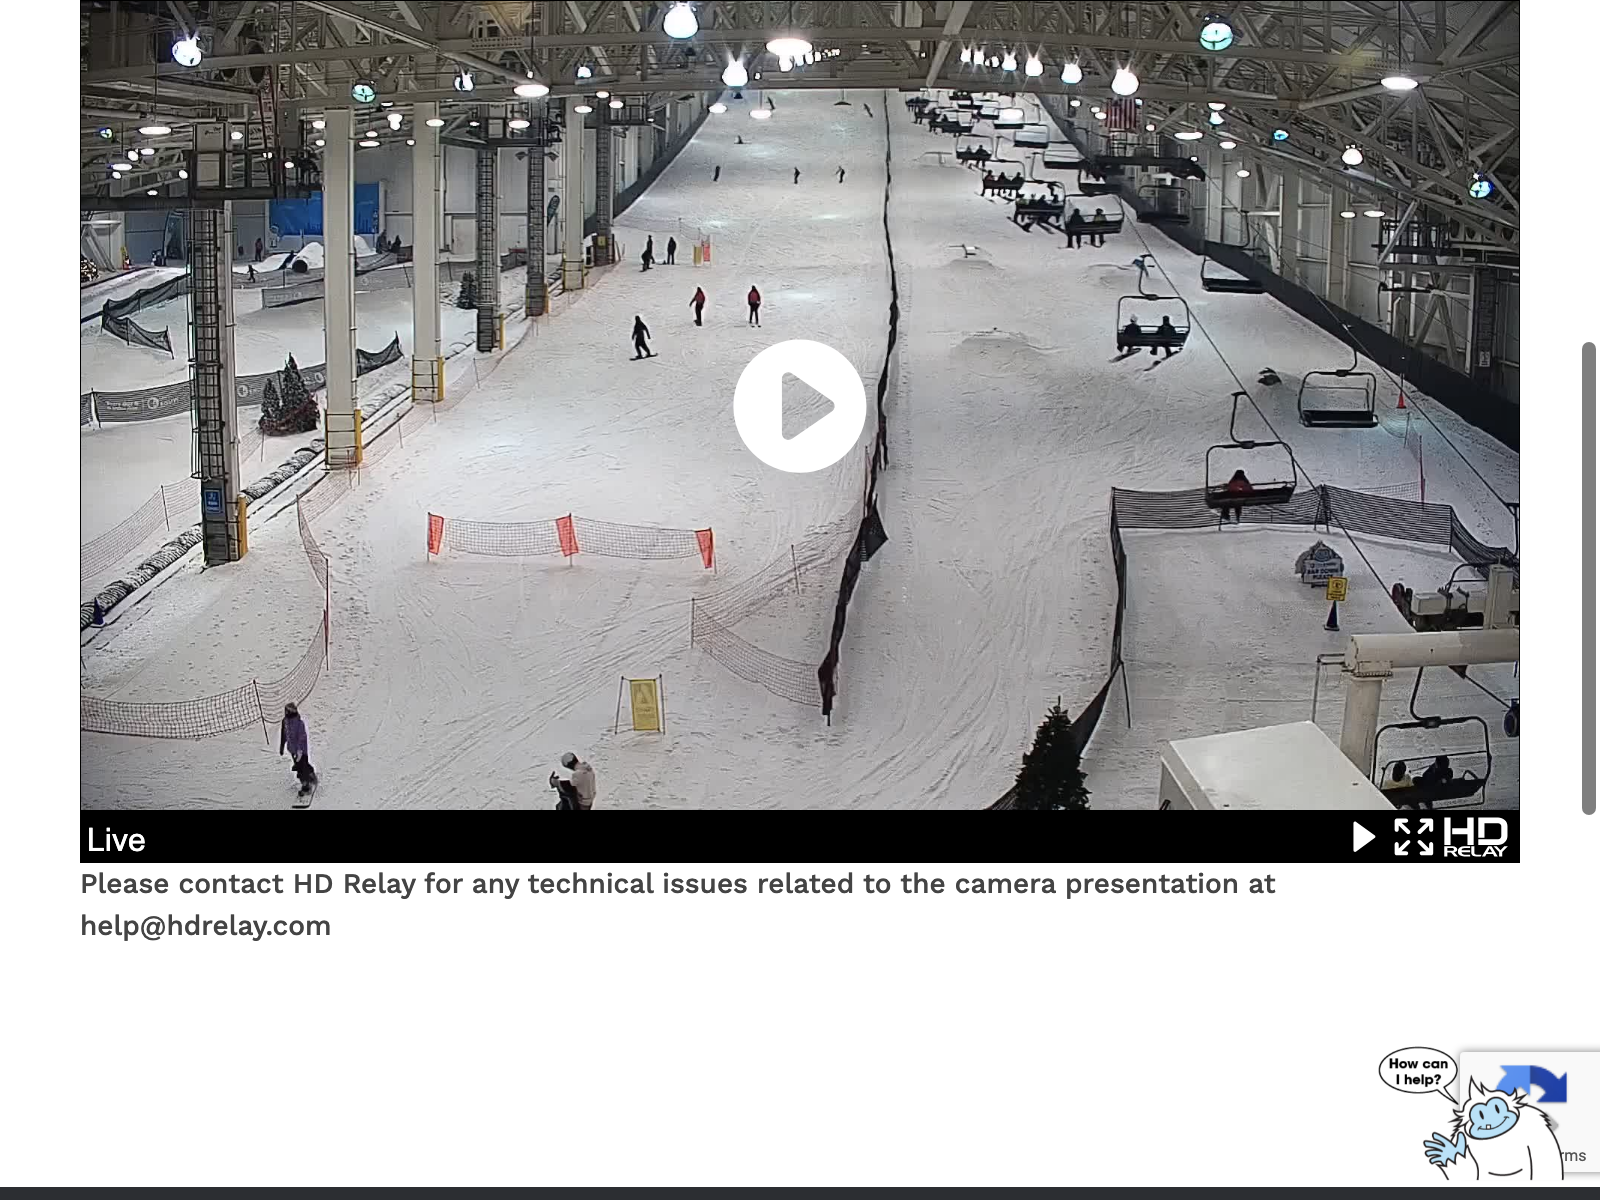 Live
HD
RELAY
Please contact HD Relay for any technical issues related to the camera presentation at
help@hdrelay.com
How can
I help?
rms